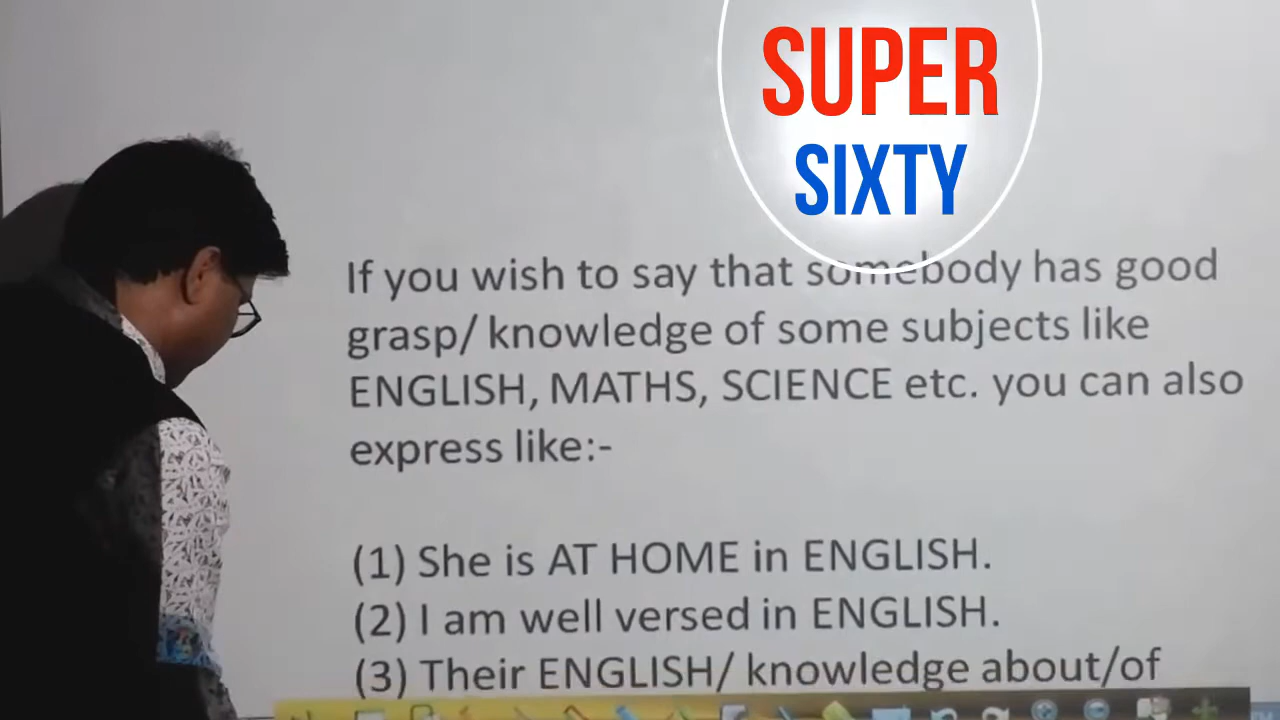 SUPER
SIXTY
If you wish to say that somebody has good
grasp/ knowledge of some subjects like
ENGLISH, MATHS, SCIENCE etc. you can also
express like:-
(1) She is AT HOME in ENGLISH.
(2) I am well versed in ENGLISH.
(3) Their ENGLISH/ knowledge about/of